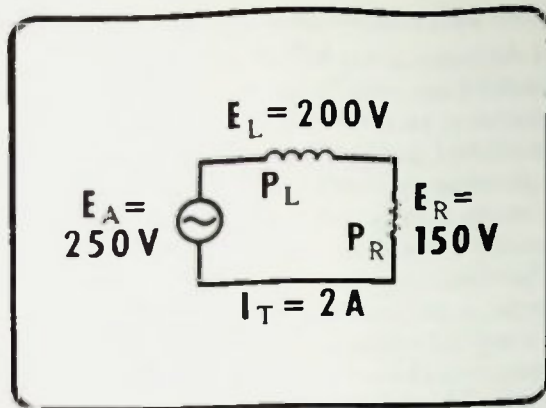 E_L = 200V
P_L
E_A =
250V
E_R =
150V
P_R
I_T = 2A